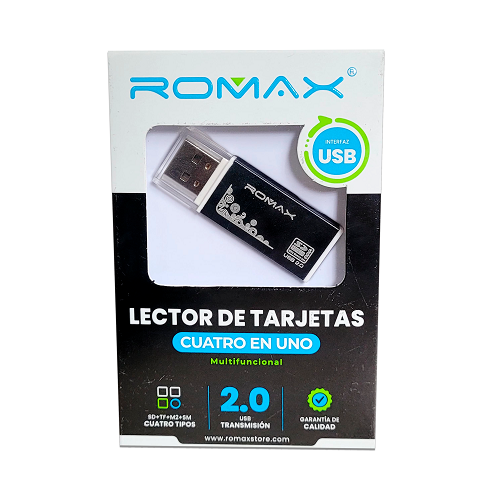 ROMAX®
INTERFAZ
USB
ROMAX
USB 2.0
LECTOR DE TARJETAS
CUATRO EN UNO
Multifuncional
SD+TF+M2+SM
CUATRO TIPOS
2.0
USB
TRANSMISIÓN
GARANTÍA DE
CALIDAD
www.romaxstore.com